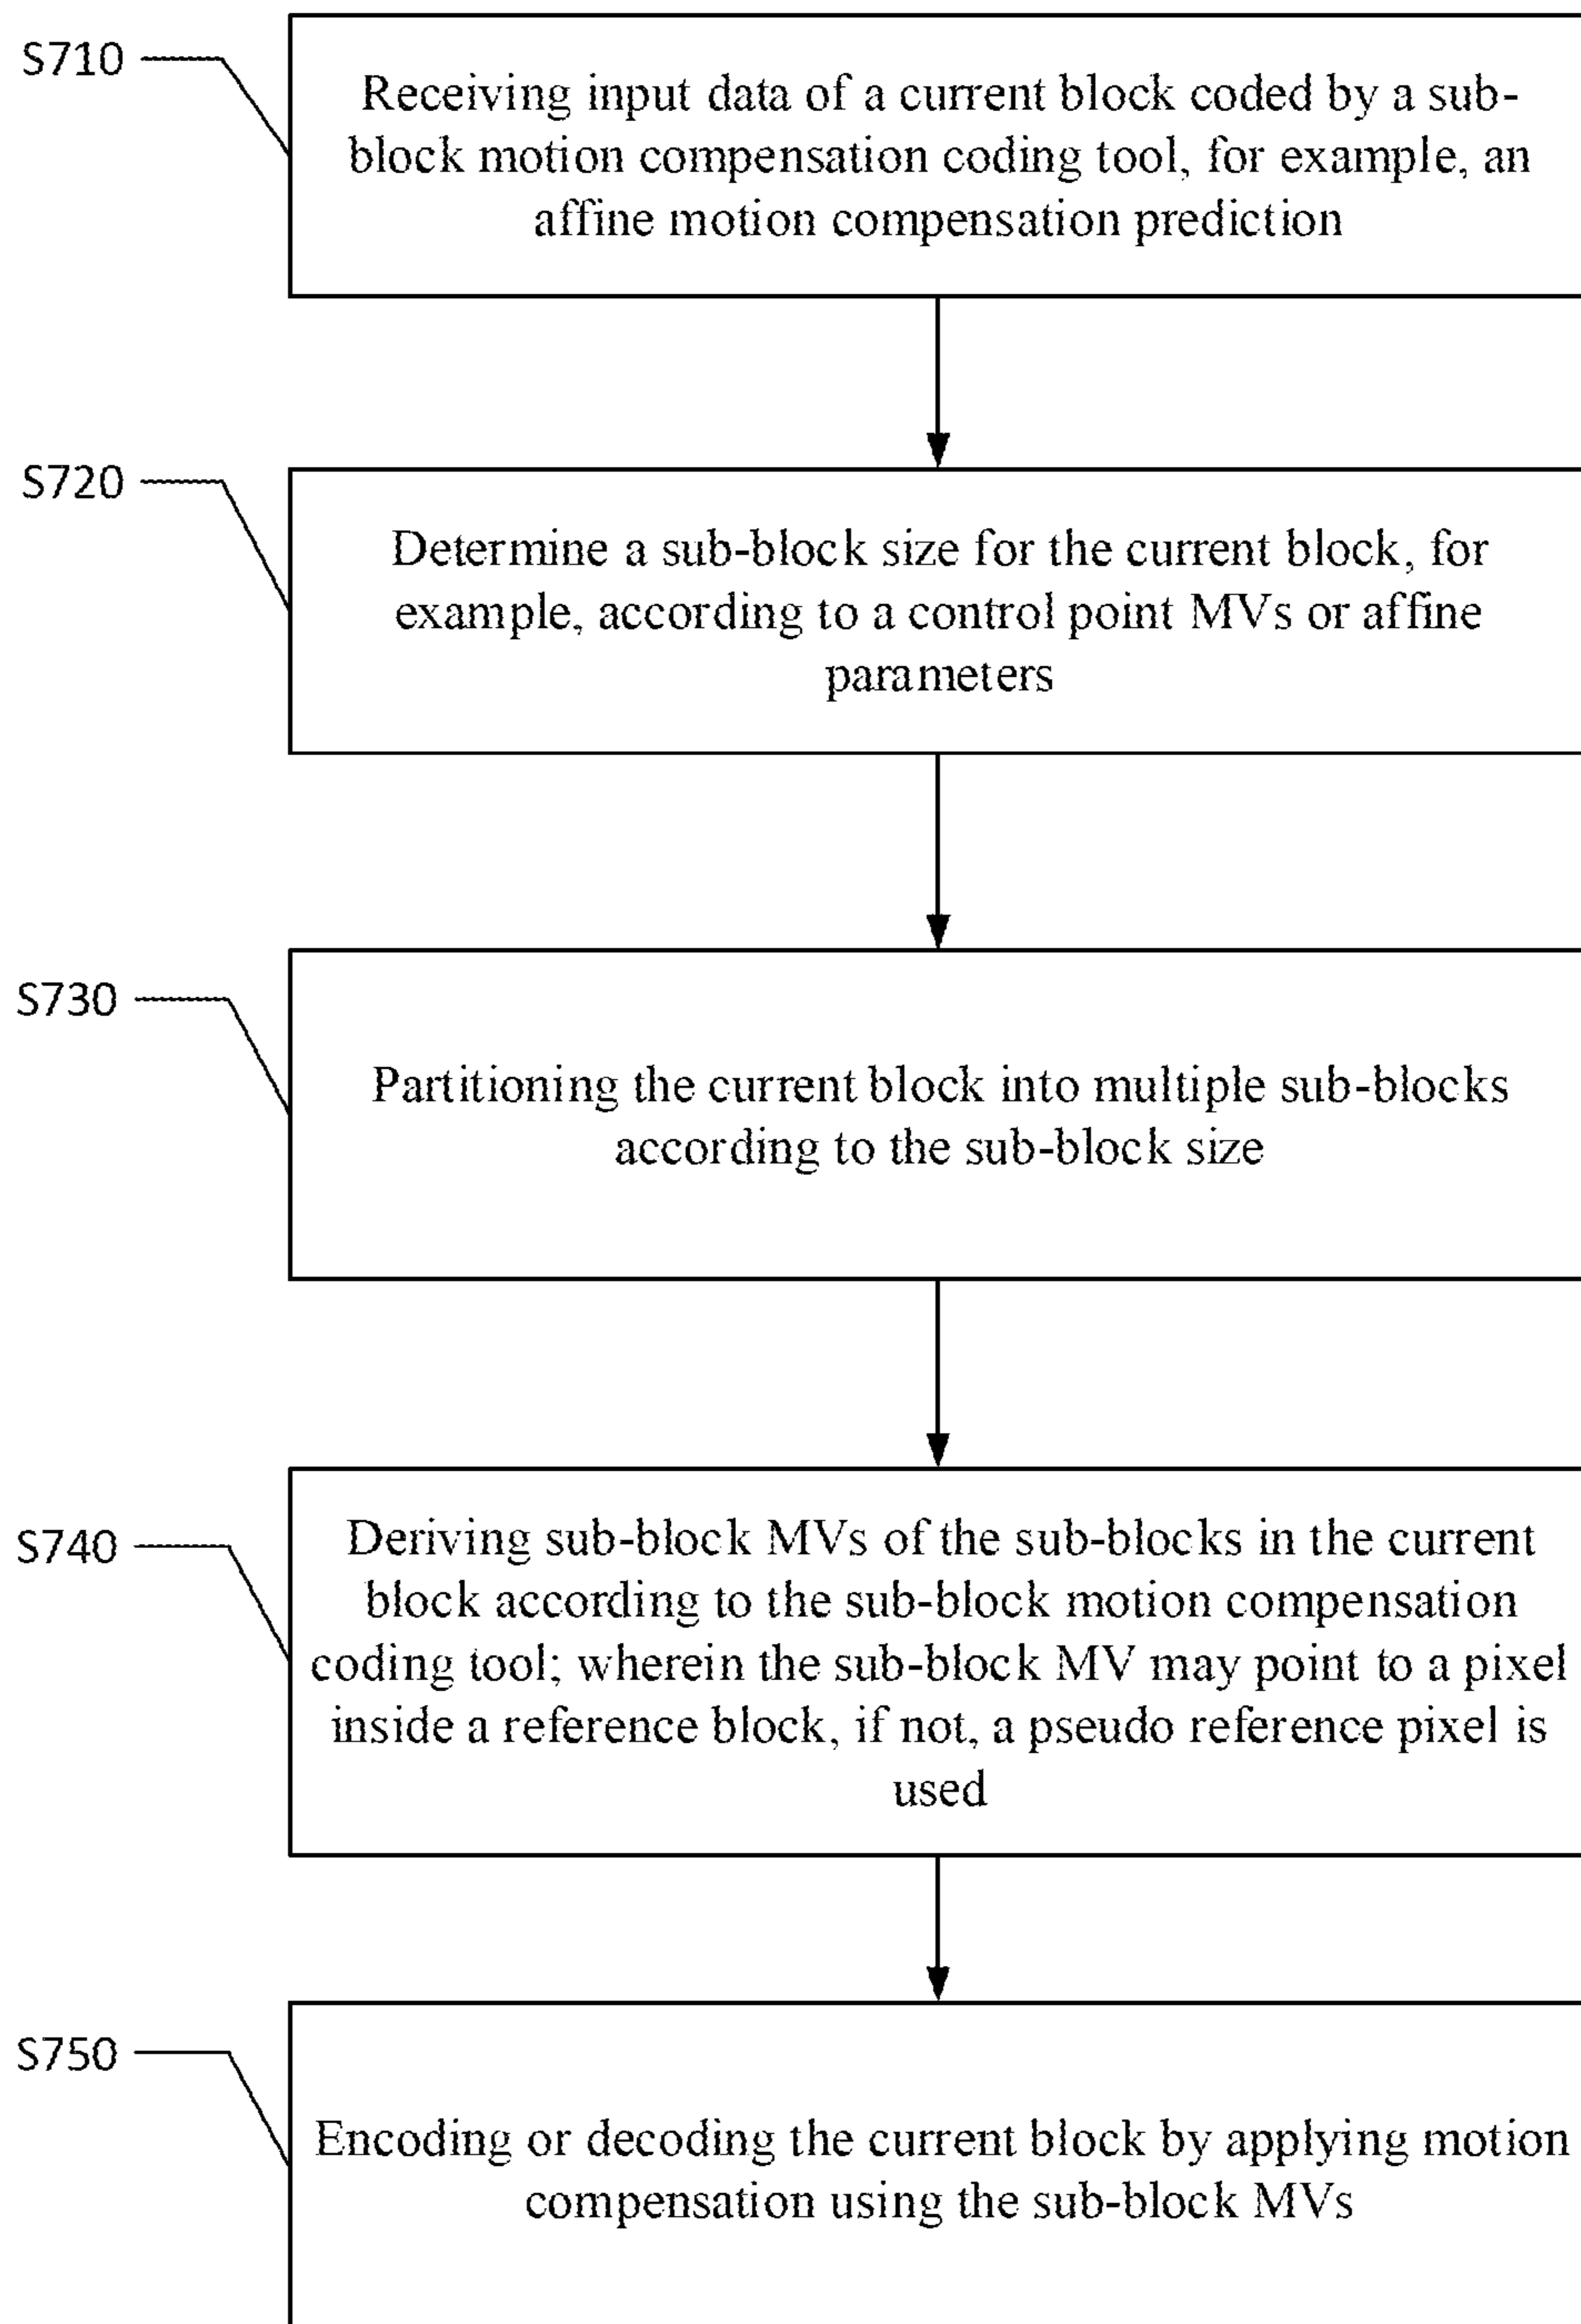 S710
Receiving input data of a current block coded by a sub-
block motion compensation coding tool, for example, an
affine motion compensation prediction
S720
Determine a sub-block size for the current block, for
example, according to a control point MVs or affine
parameters
S730
Partitioning the current block into multiple sub-blocks
according to the sub-block size
S740
Deriving sub-block MVs of the sub-blocks in the current
block according to the sub-block motion compensation
coding tool; wherein the sub-block MV may point to a pixel
inside a reference block, if not, a pseudo reference pixel is
used
S750
Encoding or decoding the current block by applying motion
compensation using the sub-block MVs